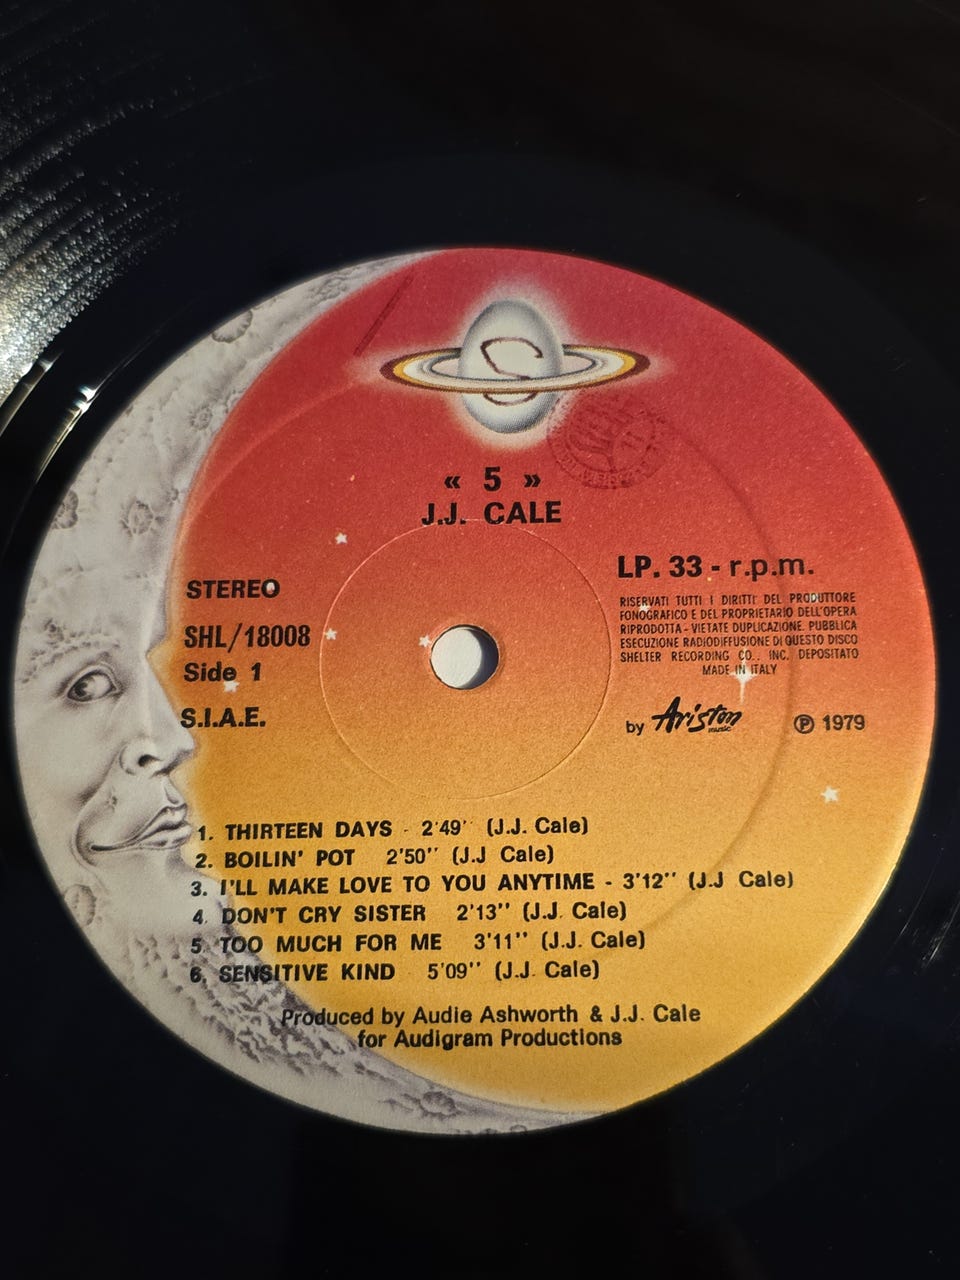 « 5 »
J.J. CALE
STEREO
SHL/18008
Side 1
S.I.A.E.
LP. 33 - r.p.m.
RISERVATI TUTTI I DIRITTI DEL PRODUTTORE
FONOGRAFICO E DEL PROPRIETARIO DELL'OPERA
RIPRODOTTA - VIETATE DUPLICAZIONE. PUBBLICA
ESECUZIONE RADIODIFFUSIONE DI QUESTO DISCO
SHELTER RECORDING CO., INC. DEPOSITATO
MADE IN ITALY
by Ariston music
℗ 1979
1. THIRTEEN DAYS - 2'49' (J.J. Cale)
2. BOILIN' POT 2'50'' (J.J Cale)
3. I'LL MAKE LOVE TO YOU ANYTIME - 3'12'' (J.J Cale)
4. DON'T CRY SISTER 2'13'' (J.J. Cale)
5. TOO MUCH FOR ME 3'11'' (J.J. Cale)
6. SENSITIVE KIND 5'09'' (J.J. Cale)
Produced by Audie Ashworth & J.J. Cale
for Audigram Productions